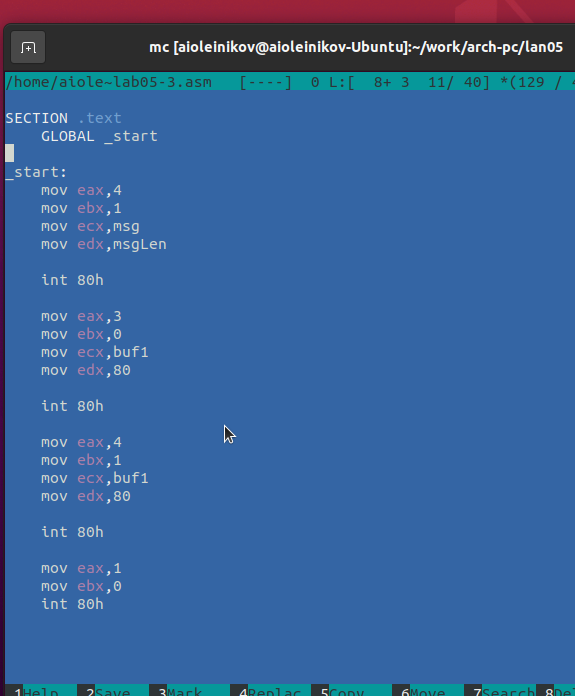 mc [aioleinikov@aioleinikov-Ubuntu]:~/work/arch-pc/lan05
/home/aiole~lab05-3.asm [----] 0 L:[ 8+ 3 11/ 40] *(129 /
SECTION .text
GLOBAL _start
_start:
mov eax,4
mov ebx,1
mov ecx,msg
mov edx,msgLen
int 80h
mov eax,3
mov ebx,0
mov ecx,buf1
mov edx,80
int 80h
mov eax,4
mov ebx,1
mov ecx,buf1
mov edx,80
int 80h
mov eax,1
mov ebx,0
int 80h
1Help 2Save 3Mark 4Replac 5Copy 6Move 7Search 8De